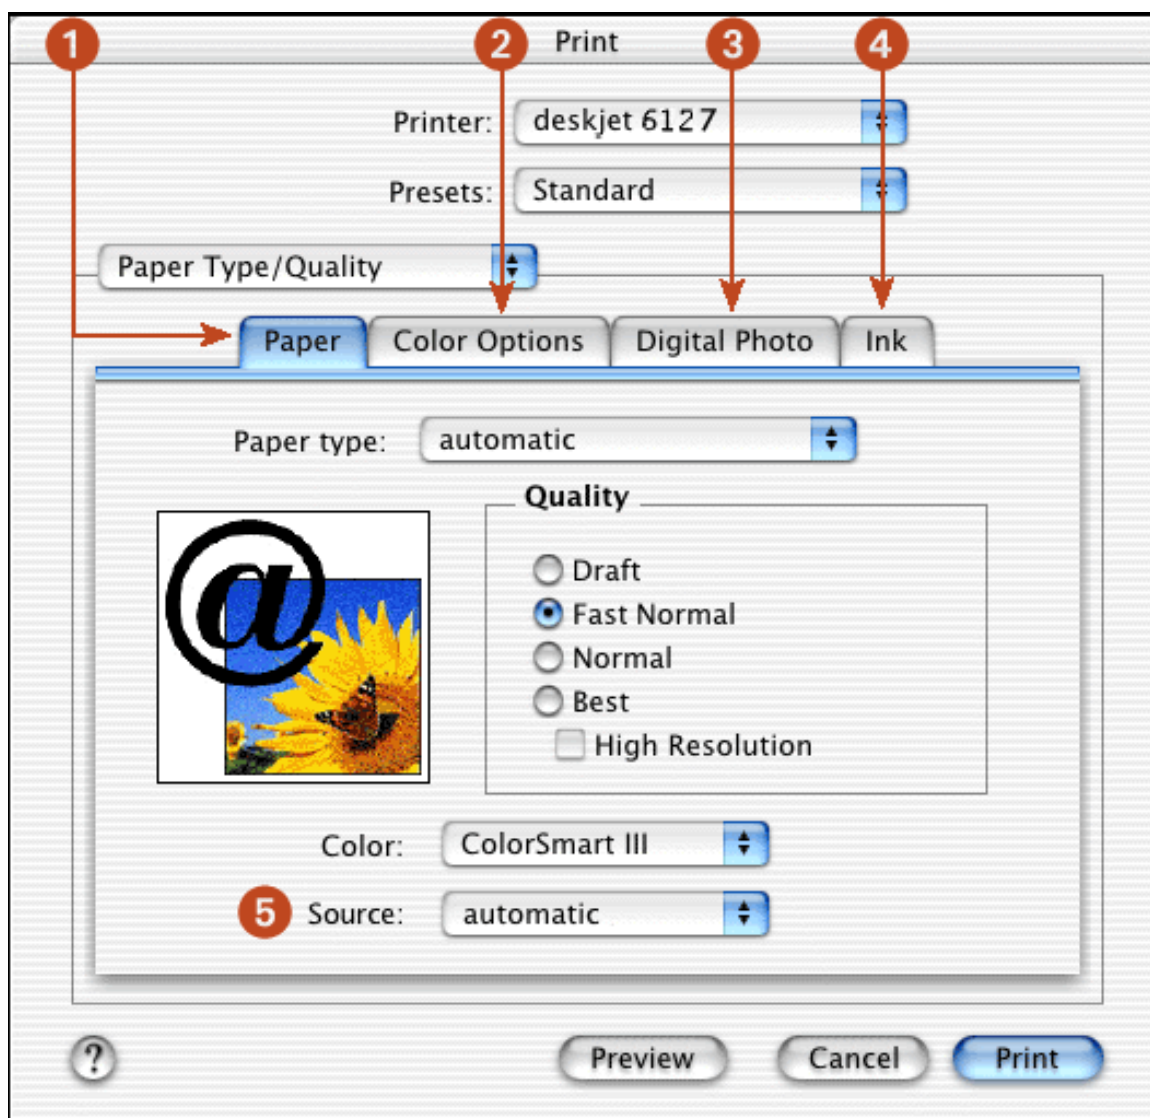 1 2 Print 3 4
Printer: deskjet 6127
Presets: Standard
Paper Type/Quality
Paper Color Options Digital Photo Ink
Paper type: automatic
Quality
@
Draft
Fast Normal
Normal
Best
High Resolution
Color: ColorSmart III
5 Source: automatic
? Preview Cancel Print